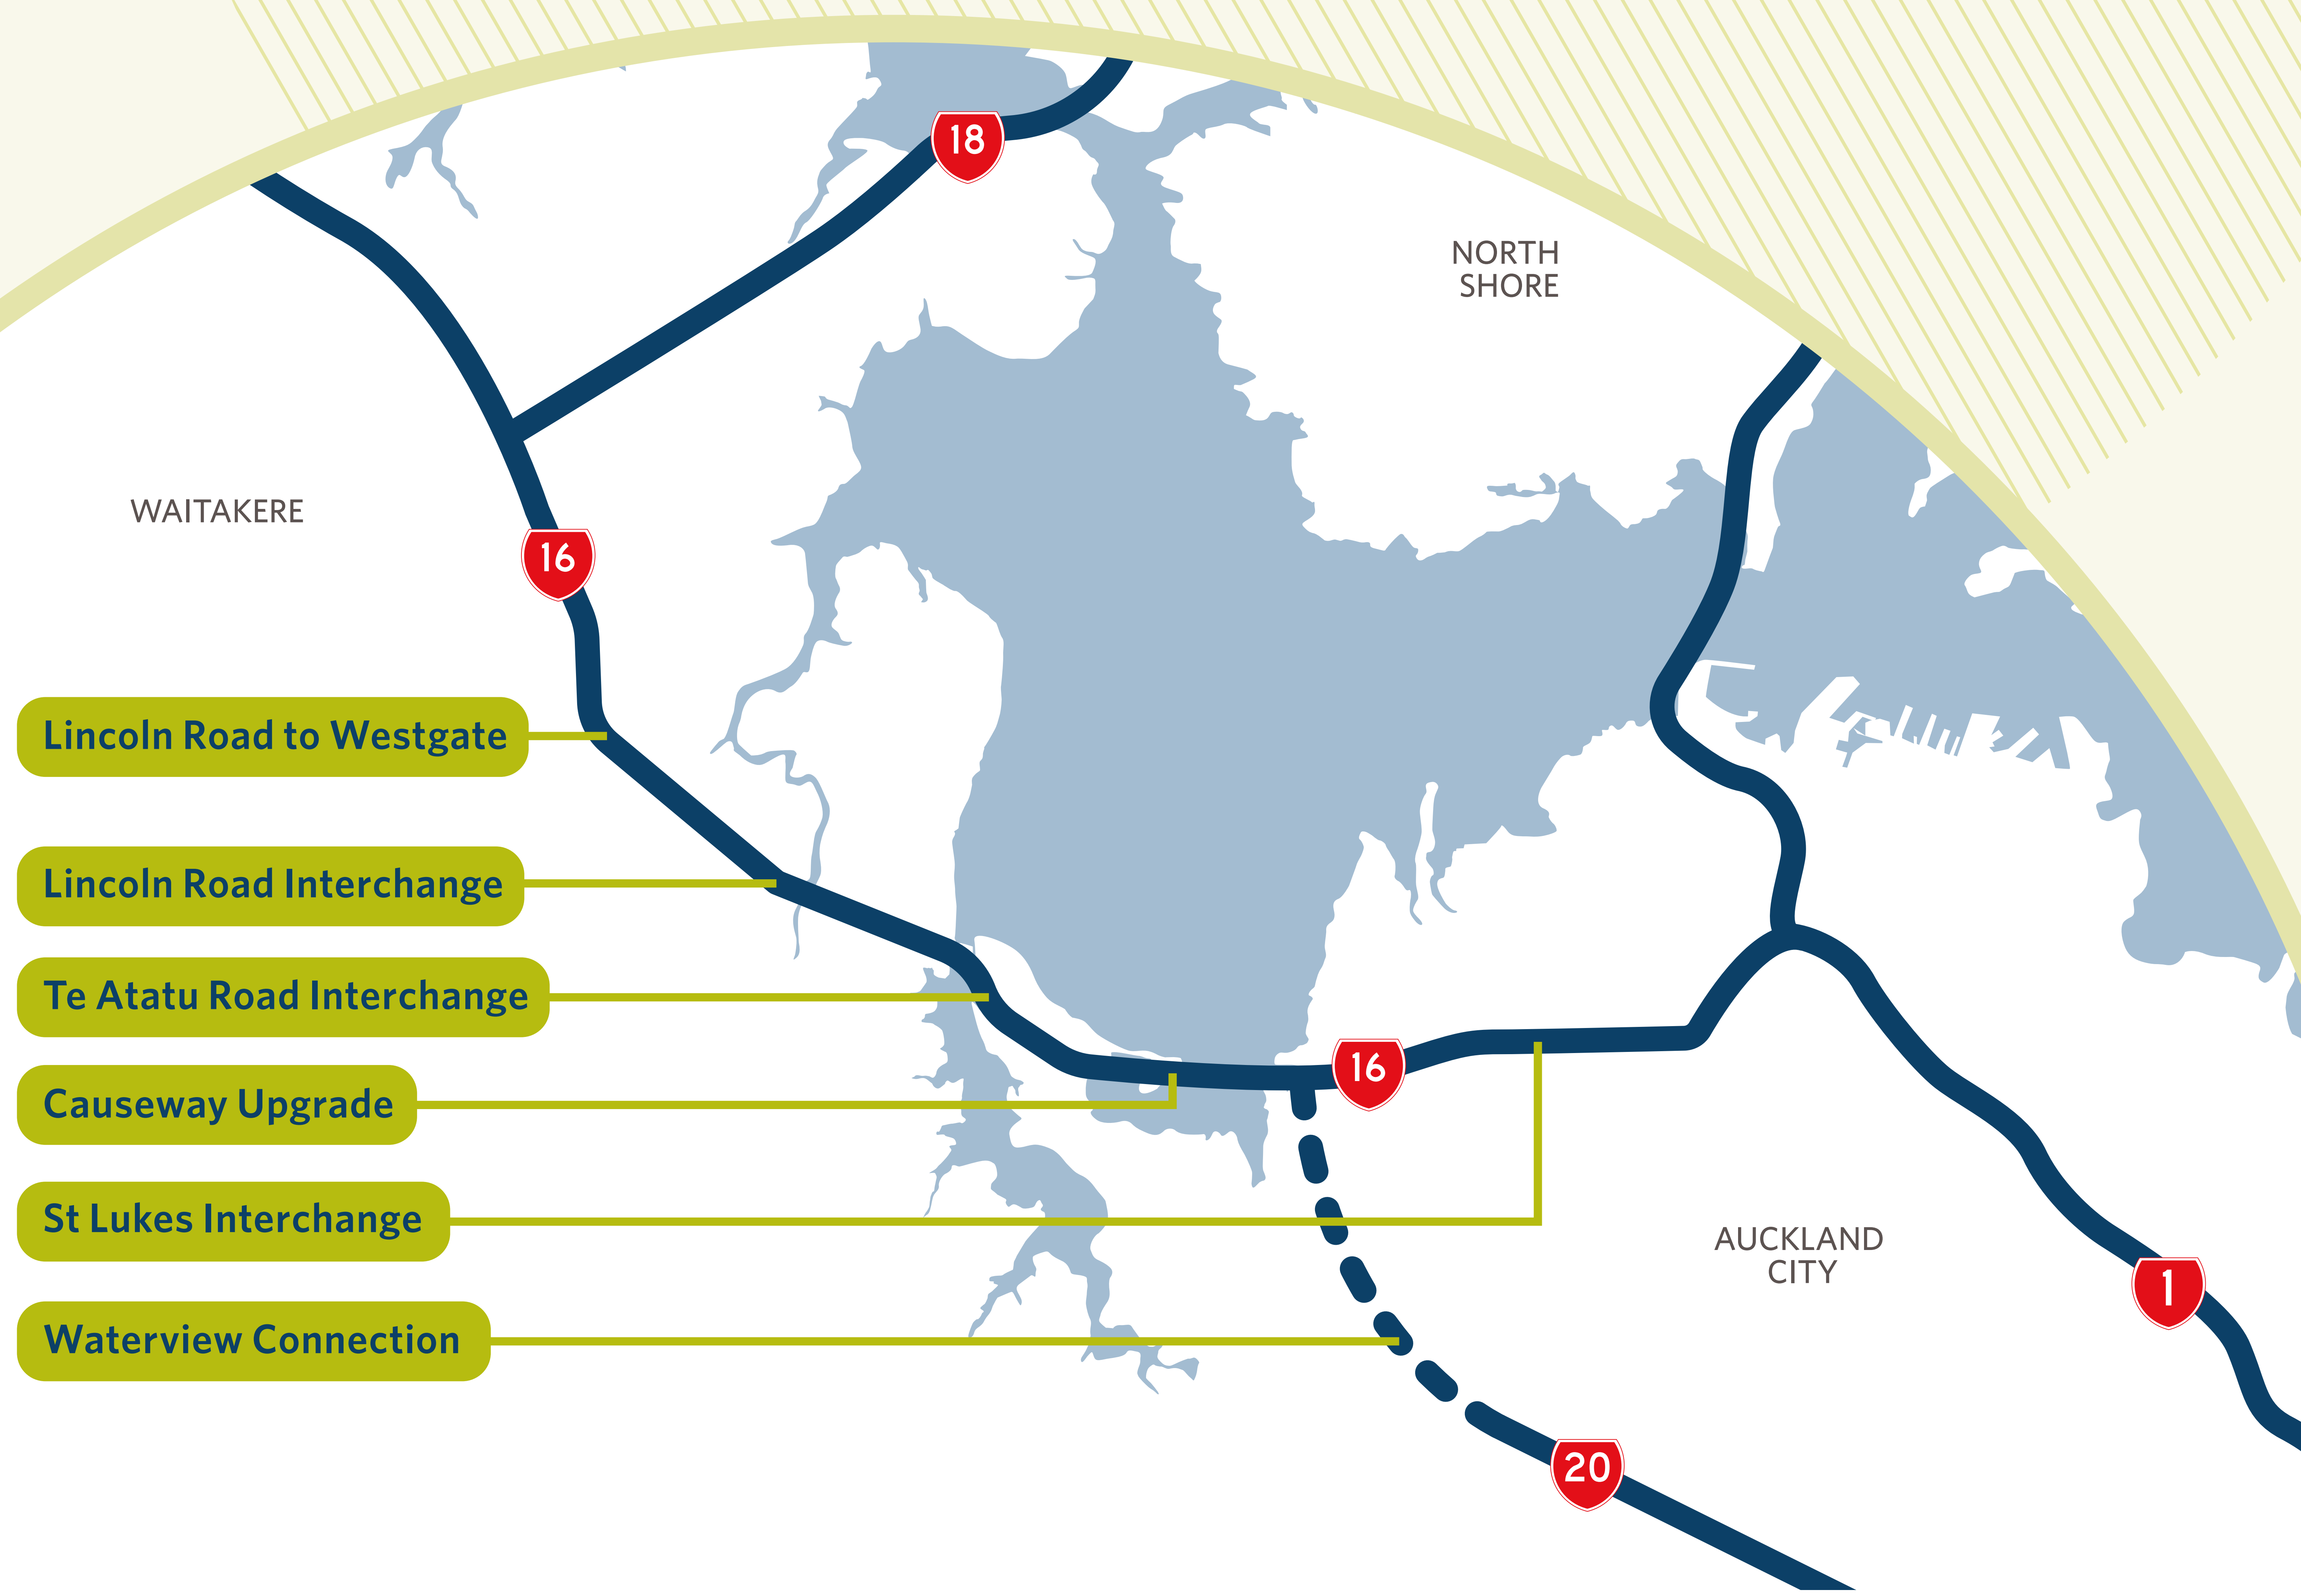 18
NORTH
SHORE
WAITAKERE
16
Lincoln Road to Westgate
Lincoln Road Interchange
Te Atatu Road Interchange
Causeway Upgrade
16
St Lukes Interchange
AUCKLAND
CITY
1
Waterview Connection
20